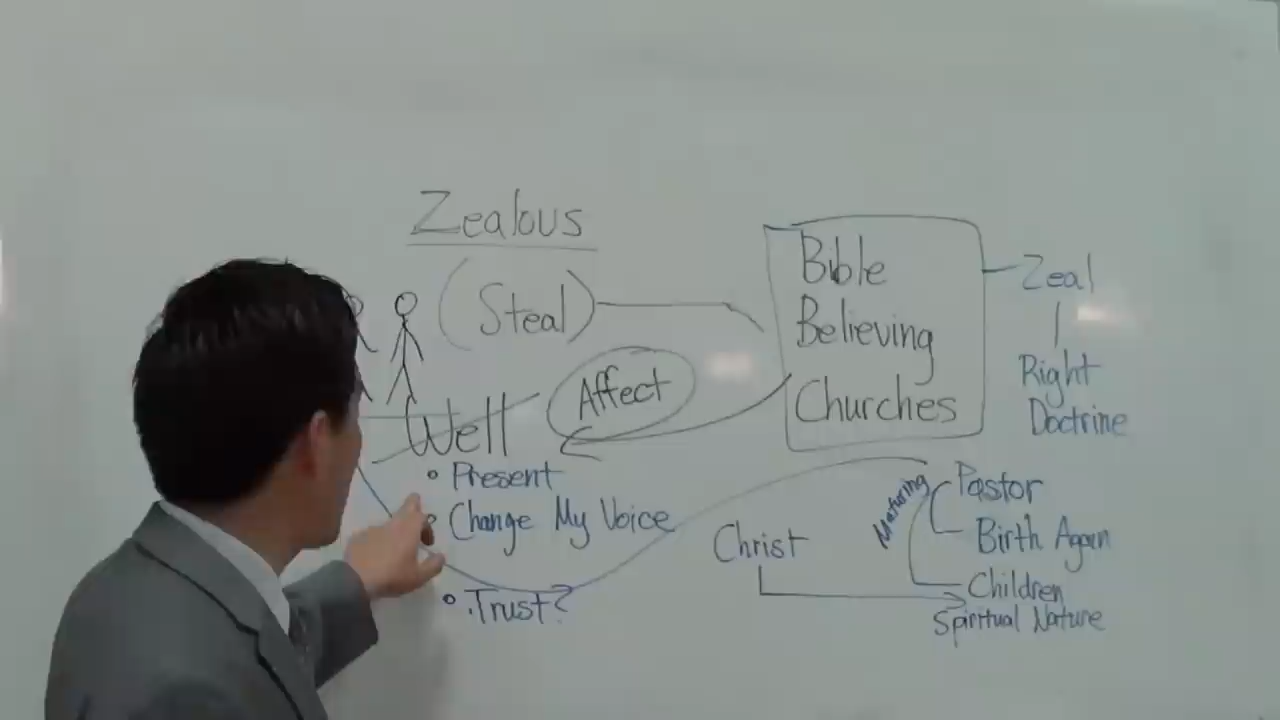 Zealous
(Steal)
Affect
Well
• Present
• Change My Voice
• Trust?
Bible
Believing
Churches
Zeal
Right
Doctrine
Christ
Maturing
Pastor
Birth Again
Children
Spiritual Nature